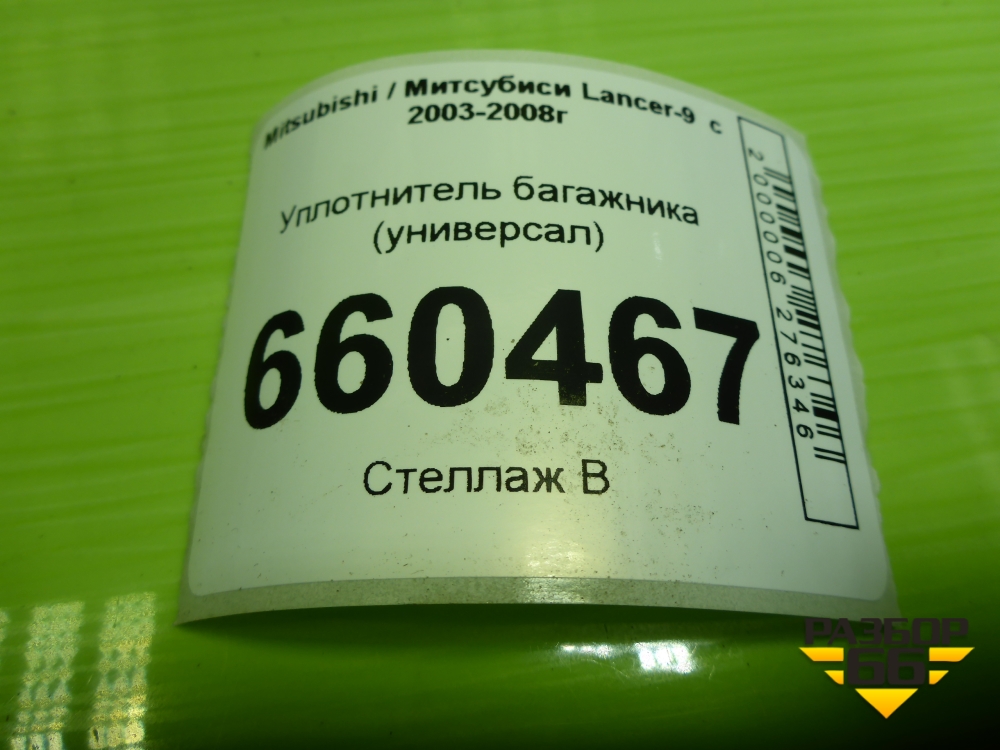 Mitsubishi / Митсубиси Lancer-9 с
2003-2008г
Уплотнитель багажника
(универсал)
660467
Стеллаж В
2000006276346
РАЗБОР
66